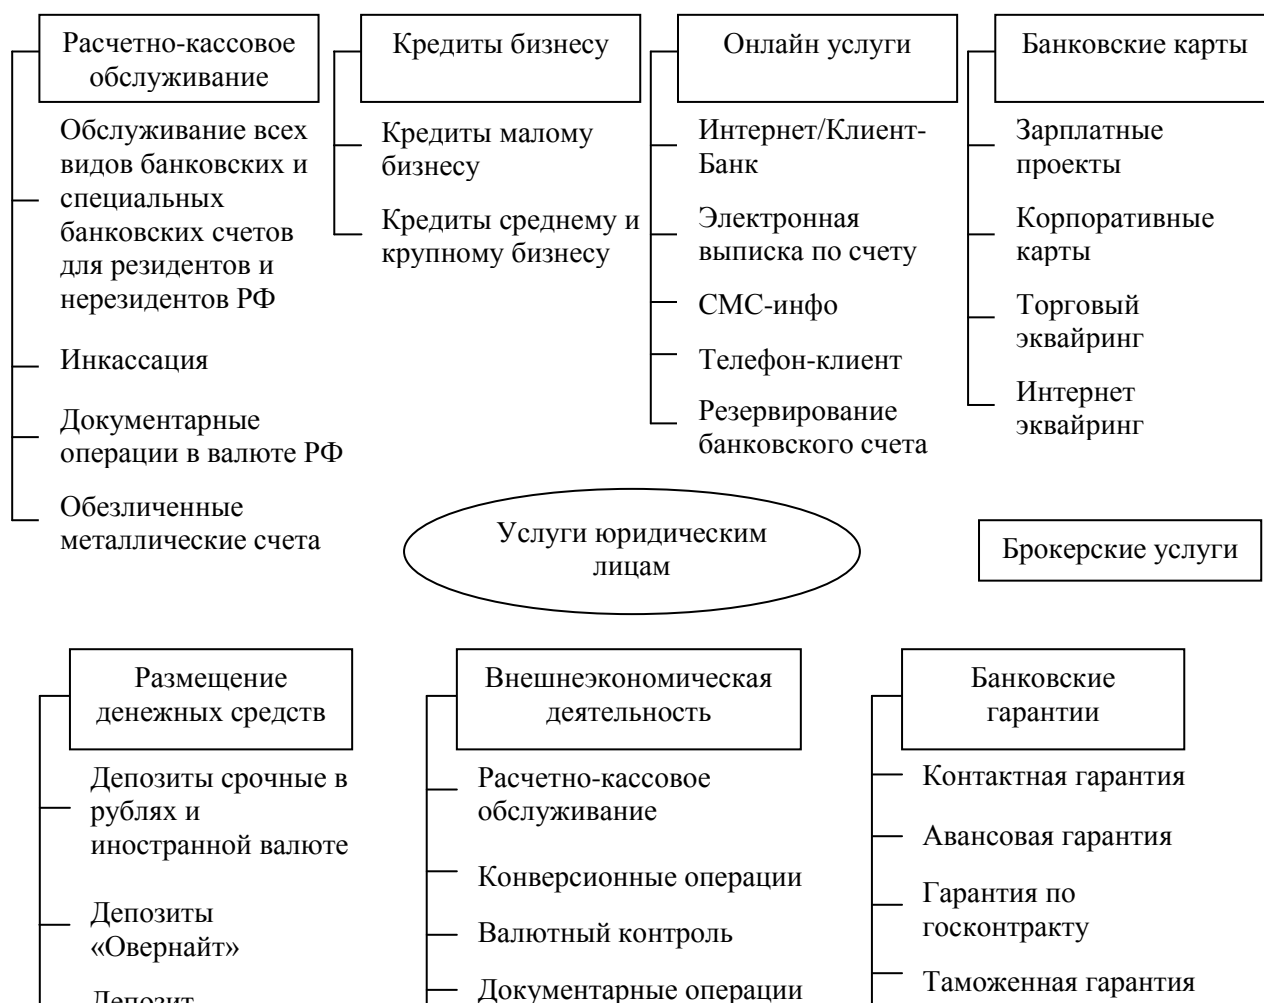 Расчетно-кассовое
обслуживание
Обслуживание всех
видов банковских и
специальных
банковских счетов
для резидентов и
нерезидентов РФ
Инкассация
Документарные
операции в валюте РФ
Обезличенные
металлические счета
Кредиты бизнесу
Кредиты малому
бизнесу
Кредиты среднему и
крупному бизнесу
Онлайн услуги
Интернет/Клиент-
Банк
Электронная
выписка по счету
СМС-инфо
Телефон-клиент
Резервирование
банковского счета
Банковские карты
Зарплатные
проекты
Корпоративные
карты
Торговый
эквайринг
Интернет
эквайринг
Услуги юридическим
лицам
Брокерские услуги
Размещение
денежных средств
Депозиты срочные в
рублях и
иностранной валюте
Депозиты
«Овернайт»
Депозит
Внешнеэкономическая
деятельность
Расчетно-кассовое
обслуживание
Конверсионные операции
Валютный контроль
Документарные операции
Банковские
гарантии
Контактная гарантия
Авансовая гарантия
Гарантия по
госконтракту
Таможенная гарантия